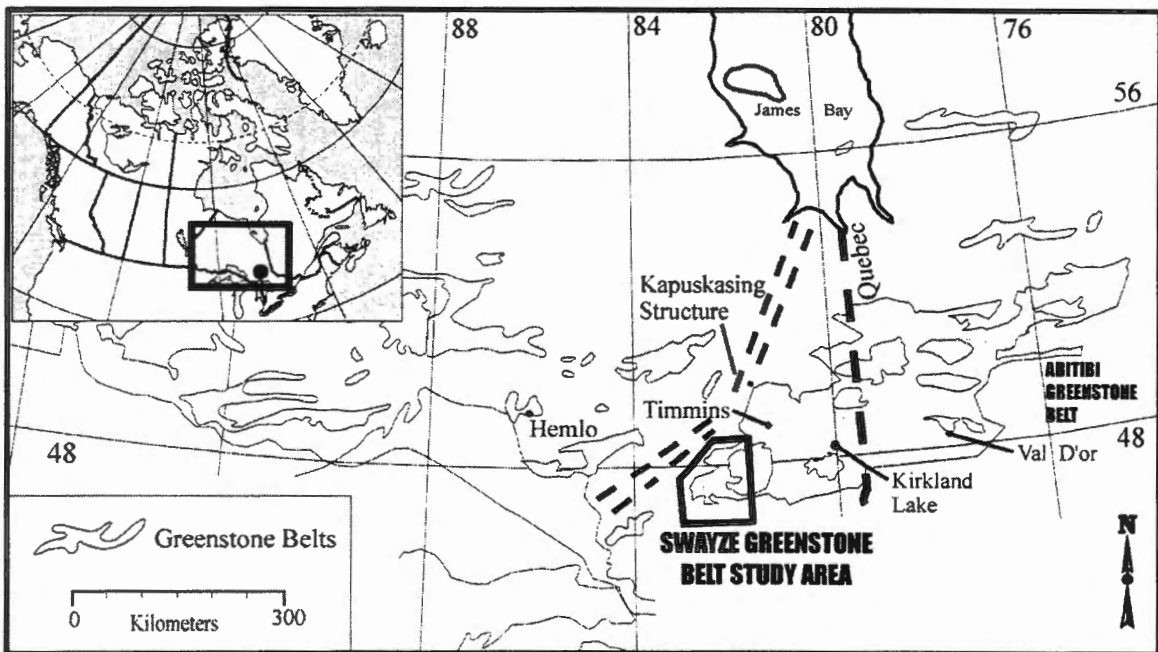 88
84
80
76
56
James Bay
Quebec
Kapuskasing
Structure
ABITIBI
GREENSTONE
BELT
Timmins
Hemlo
48
48
Val D'or
Kirkland
Lake
SWAYZE GREENSTONE
BELT STUDY AREA
Greenstone Belts
0 300
Kilometers
N